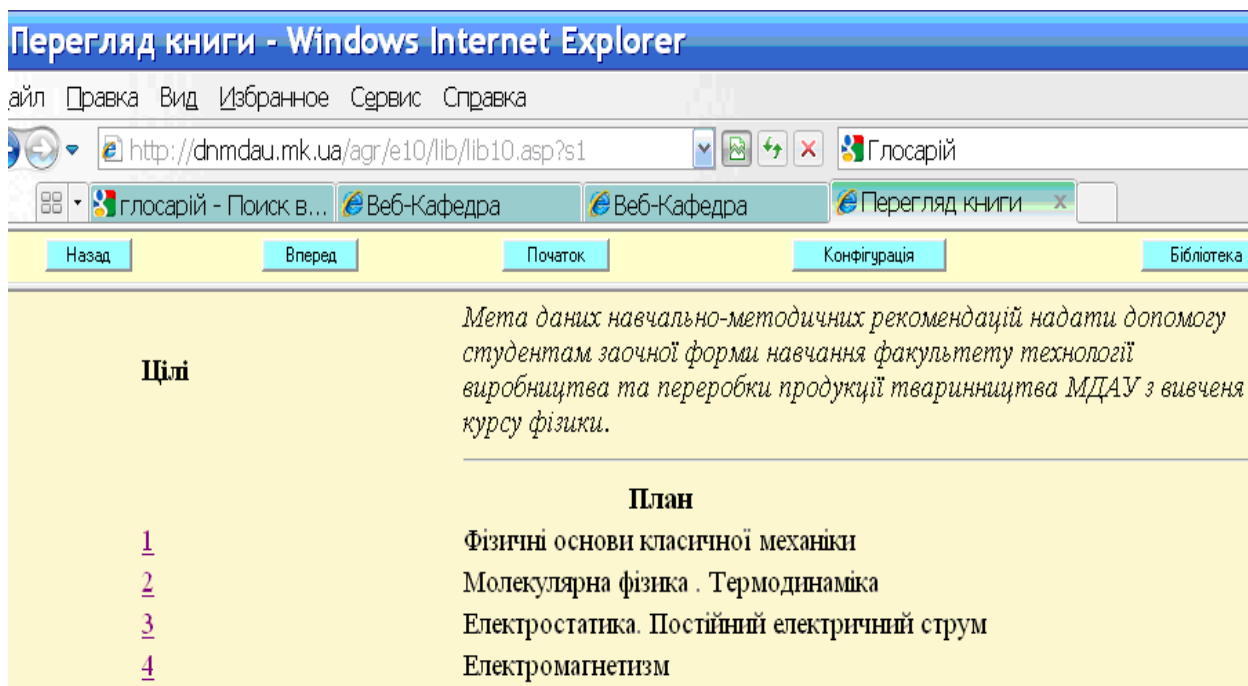 Перегляд книги - Windows Internet Explorer
айл Правка Вид Избранное Сервис Справка
http://dnmdau.mk.ua/agr/e10/lib/lib10.asp?s1 Глосарій
глосарій - Поиск в... Веб-Кафедра Веб-Кафедра Перегляд книги x
Назад Вперед Початок Конфігурація Бібліотека
Цілі
Мета даних навчально-методичних рекомендацій надати допомогу
студентам заочної форми навчання факультету технології
виробництва та переробки продукції тваринництва МДАУ з вивченя
курсу фізики.
План
1 Фізичні основи класичної механіки
2 Молекулярна фізика . Термодинаміка
3 Електростатика. Постійний електричний струм
4 Електромагнетизм